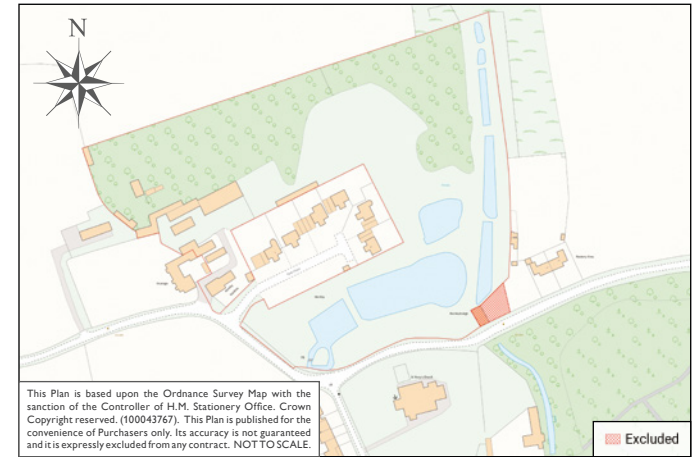 N
This Plan is based upon the Ordnance Survey Map with the
sanction of the Controller of H.M. Stationery Office. Crown
Copyright reserved. (100043767). This Plan is published for the
convenience of Purchasers only. Its accuracy is not guaranteed
and it is expressly excluded from any contract. NOT TO SCALE.
Excluded